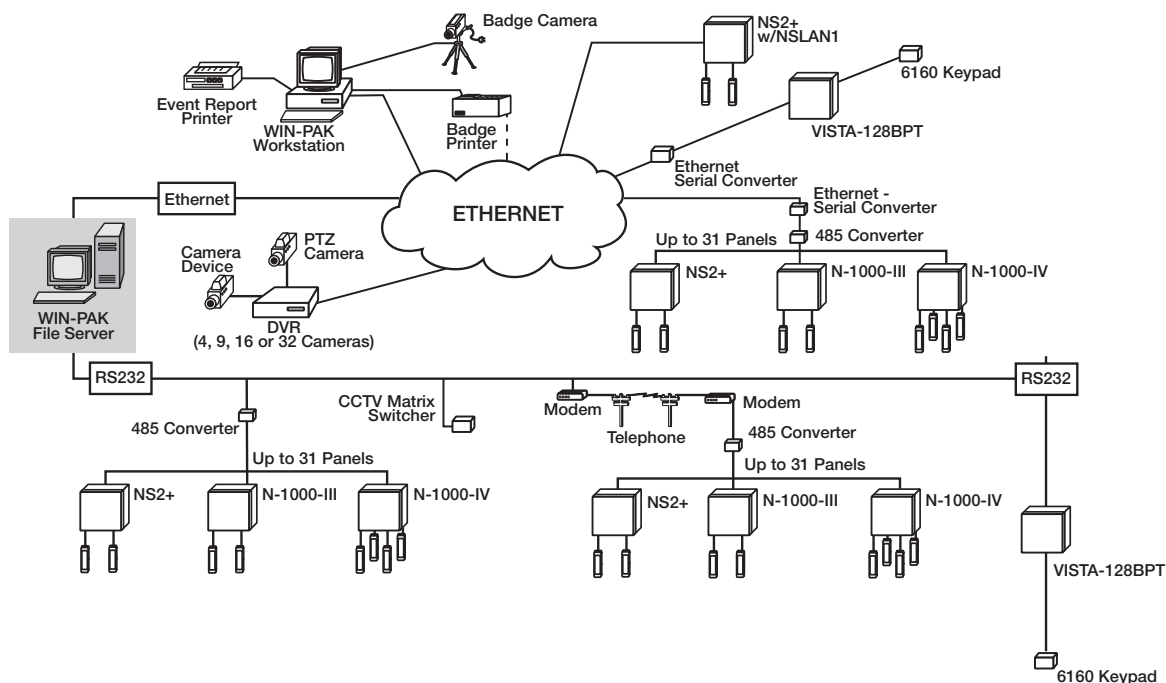 Badge Camera
NS2+
w/NSLAN1
6160 Keypad
Event Report
Printer
WIN-PAK
Workstation
Badge
Printer
VISTA-128BPT
Ethernet
Serial Converter
Ethernet
ETHERNET
Ethernet -
Serial Converter
485 Converter
Up to 31 Panels
Camera
Device
PTZ
Camera
NS2+
N-1000-III
N-1000-IV
WIN-PAK
File Server
DVR
(4, 9, 16 or 32 Cameras)
RS232
RS232
CCTV Matrix
Switcher
Modem
Telephone
Modem
485 Converter
485 Converter
Up to 31 Panels
Up to 31 Panels
NS2+
N-1000-III
N-1000-IV
NS2+
N-1000-III
N-1000-IV
VISTA-128BPT
6160 Keypad